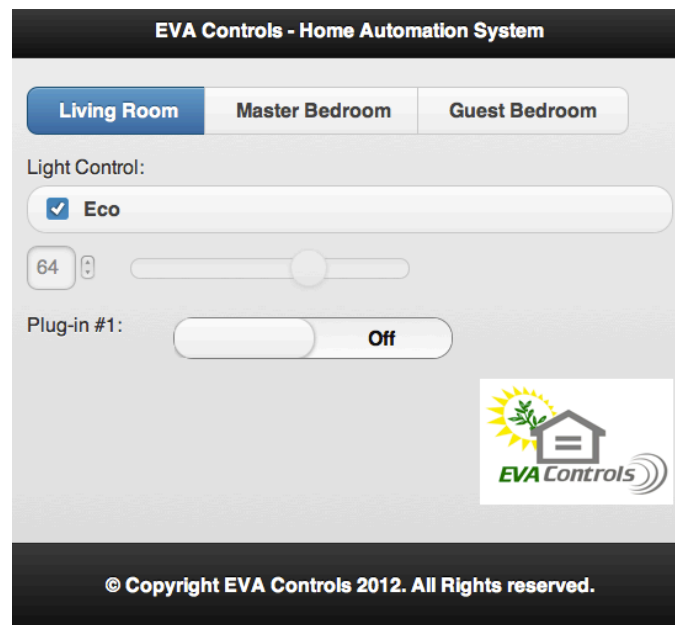 EVA Controls - Home Automation System
Living Room Master Bedroom Guest Bedroom
Light Control:
Eco
64
Plug-in #1:
Off
EVA Controls
© Copyright EVA Controls 2012. All Rights reserved.